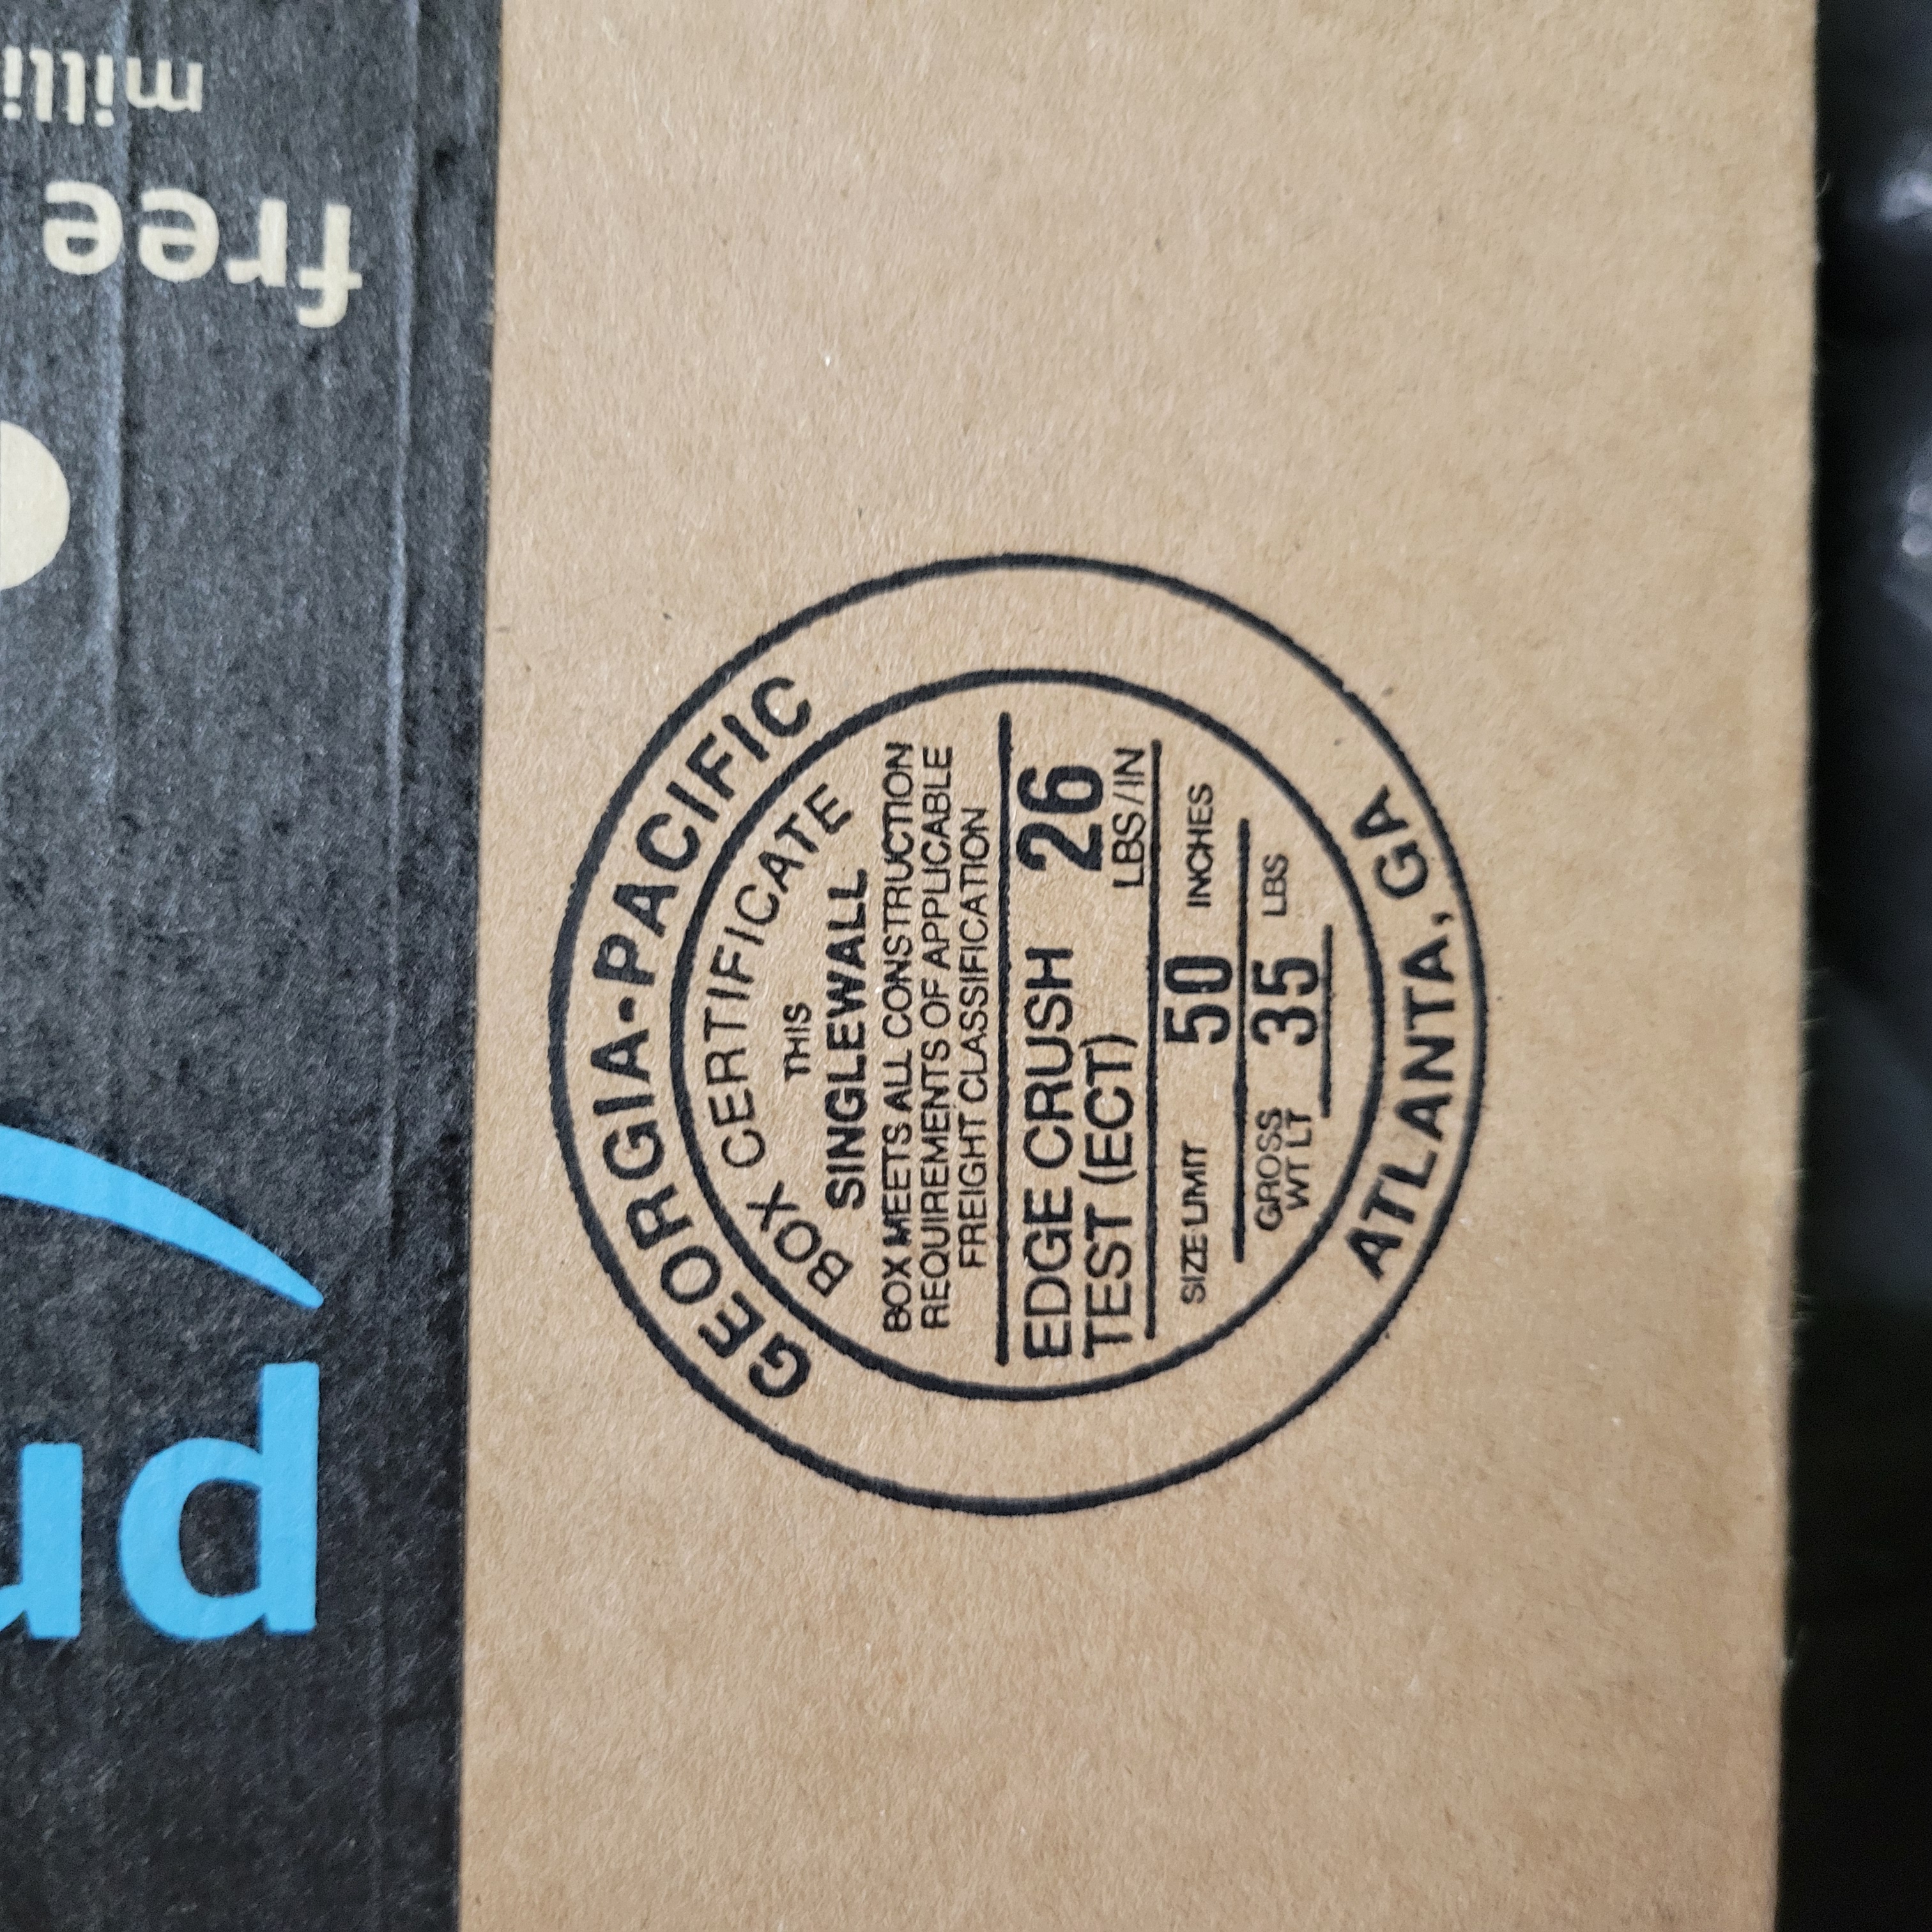 GEORGIA-PACIFIC
BOX CERTIFICATE
THIS
SINGLEWALL
BOX MEETS ALL CONSTRUCTION
REQUIREMENTS OF APPLICABLE
FREIGHT CLASSIFICATION
EDGE CRUSH
TEST (ECT)
26
LBS/IN
SIZE LIMIT 50 INCHES
GROSS
WT LT
35 LBS
ATLANTA, GA
free